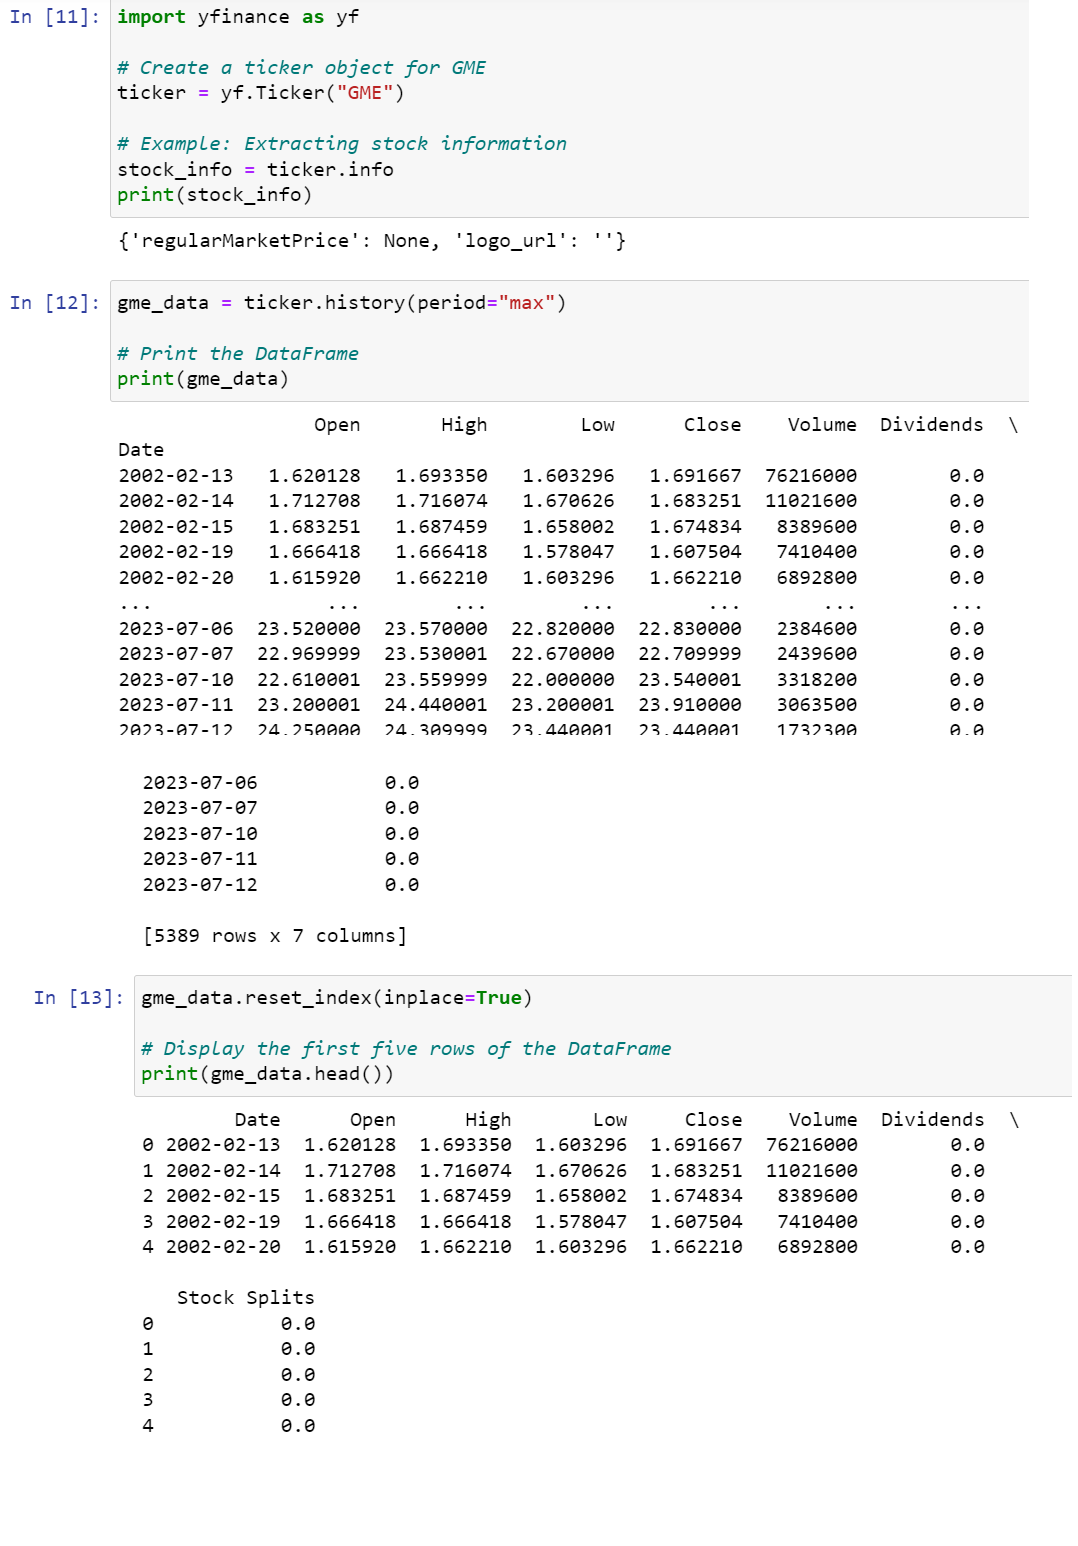 In [11]: import yfinance as yf
# Create a ticker object for GME
ticker = yf.Ticker("GME")
# Example: Extracting stock information
stock_info = ticker.info
print(stock_info)
{'regularMarketPrice': None, 'logo_url': ''}
In [12]: gme_data = ticker.history(period="max")
# Print the DataFrame
print(gme_data)
Open High Low Close Volume Dividends \
Date
2002-02-13 1.620128 1.693350 1.603296 1.691667 76216000 0.0
2002-02-14 1.712708 1.716074 1.670626 1.683251 11021600 0.0
2002-02-15 1.683251 1.687459 1.658002 1.674834 8389600 0.0
2002-02-19 1.666418 1.666418 1.578047 1.607504 7410400 0.0
2002-02-20 1.615920 1.662210 1.603296 1.662210 6892800 0.0
... ... ... ... ... ... ...
2023-07-06 23.520000 23.570000 22.820000 22.830000 2384600 0.0
2023-07-07 22.969999 23.530001 22.670000 22.709999 2439600 0.0
2023-07-10 22.610001 23.559999 22.000000 23.540001 3318200 0.0
2023-07-11 23.200001 24.440001 23.200001 23.910000 3063500 0.0
2023-07-12 24.250000 24.309999 23.440001 23.440001 1732300 0.0
2023-07-06 0.0
2023-07-07 0.0
2023-07-10 0.0
2023-07-11 0.0
2023-07-12 0.0
[5389 rows x 7 columns]
In [13]: gme_data.reset_index(inplace=True)
# Display the first five rows of the DataFrame
print(gme_data.head())
Date Open High Low Close Volume Dividends \
0 2002-02-13 1.620128 1.693350 1.603296 1.691667 76216000 0.0
1 2002-02-14 1.712708 1.716074 1.670626 1.683251 11021600 0.0
2 2002-02-15 1.683251 1.687459 1.658002 1.674834 8389600 0.0
3 2002-02-19 1.666418 1.666418 1.578047 1.607504 7410400 0.0
4 2002-02-20 1.615920 1.662210 1.603296 1.662210 6892800 0.0
Stock Splits
0 0.0
1 0.0
2 0.0
3 0.0
4 0.0